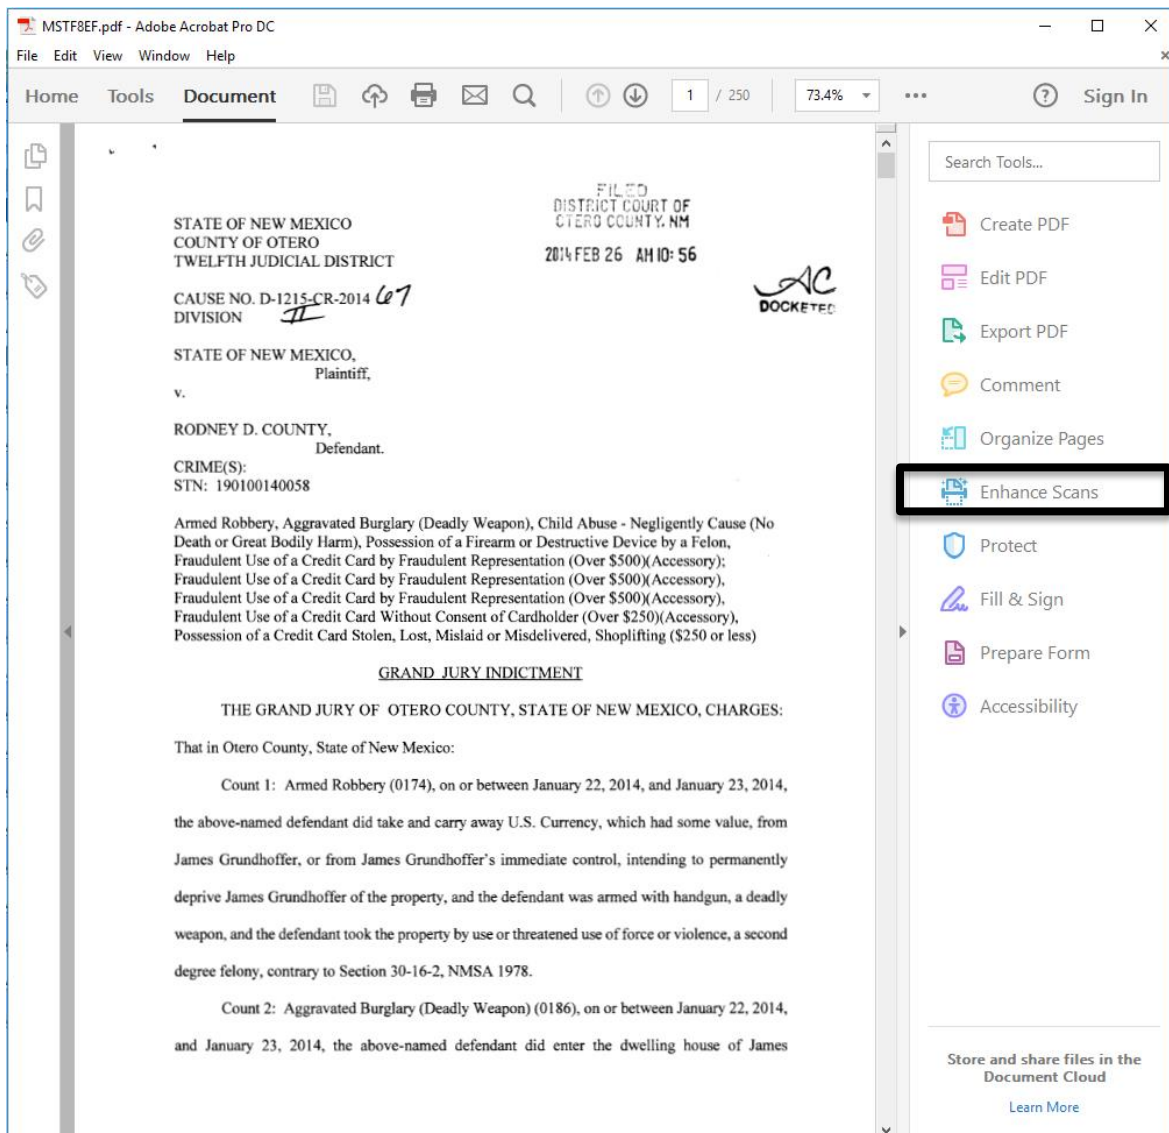 MSTF8EF.pdf - Adobe Acrobat Pro DC
File Edit View Window Help
Home Tools Document 1 / 250 73.4% Sign In
Search Tools...
Create PDF
Edit PDF
Export PDF
Comment
Organize Pages
Enhance Scans
Protect
Fill & Sign
Prepare Form
Accessibility
Store and share files in the
Document Cloud
Learn More
FILED
DISTRICT COURT OF
OTERO COUNTY, NM
2014 FEB 26 AM 10: 56
AC
DOCKETED
STATE OF NEW MEXICO
COUNTY OF OTERO
TWELFTH JUDICIAL DISTRICT
CAUSE NO. D-1215-CR-2014 67
DIVISION II
STATE OF NEW MEXICO,
Plaintiff,
v.
RODNEY D. COUNTY,
Defendant.
CRIME(S):
STN: 190100140058
Armed Robbery, Aggravated Burglary (Deadly Weapon), Child Abuse - Negligently Cause (No
Death or Great Bodily Harm), Possession of a Firearm or Destructive Device by a Felon,
Fraudulent Use of a Credit Card by Fraudulent Representation (Over $500)(Accessory);
Fraudulent Use of a Credit Card by Fraudulent Representation (Over $500)(Accessory),
Fraudulent Use of a Credit Card by Fraudulent Representation (Over $500)(Accessory),
Fraudulent Use of a Credit Card Without Consent of Cardholder (Over $250)(Accessory),
Possession of a Credit Card Stolen, Lost, Mislaid or Misdelivered, Shoplifting ($250 or less)
GRAND JURY INDICTMENT
THE GRAND JURY OF OTERO COUNTY, STATE OF NEW MEXICO, CHARGES:
That in Otero County, State of New Mexico:
Count 1: Armed Robbery (0174), on or between January 22, 2014, and January 23, 2014,
the above-named defendant did take and carry away U.S. Currency, which had some value, from
James Grundhoffer, or from James Grundhoffer's immediate control, intending to permanently
deprive James Grundhoffer of the property, and the defendant was armed with handgun, a deadly
weapon, and the defendant took the property by use or threatened use of force or violence, a second
degree felony, contrary to Section 30-16-2, NMSA 1978.
Count 2: Aggravated Burglary (Deadly Weapon) (0186), on or between January 22, 2014,
and January 23, 2014, the above-named defendant did enter the dwelling house of James